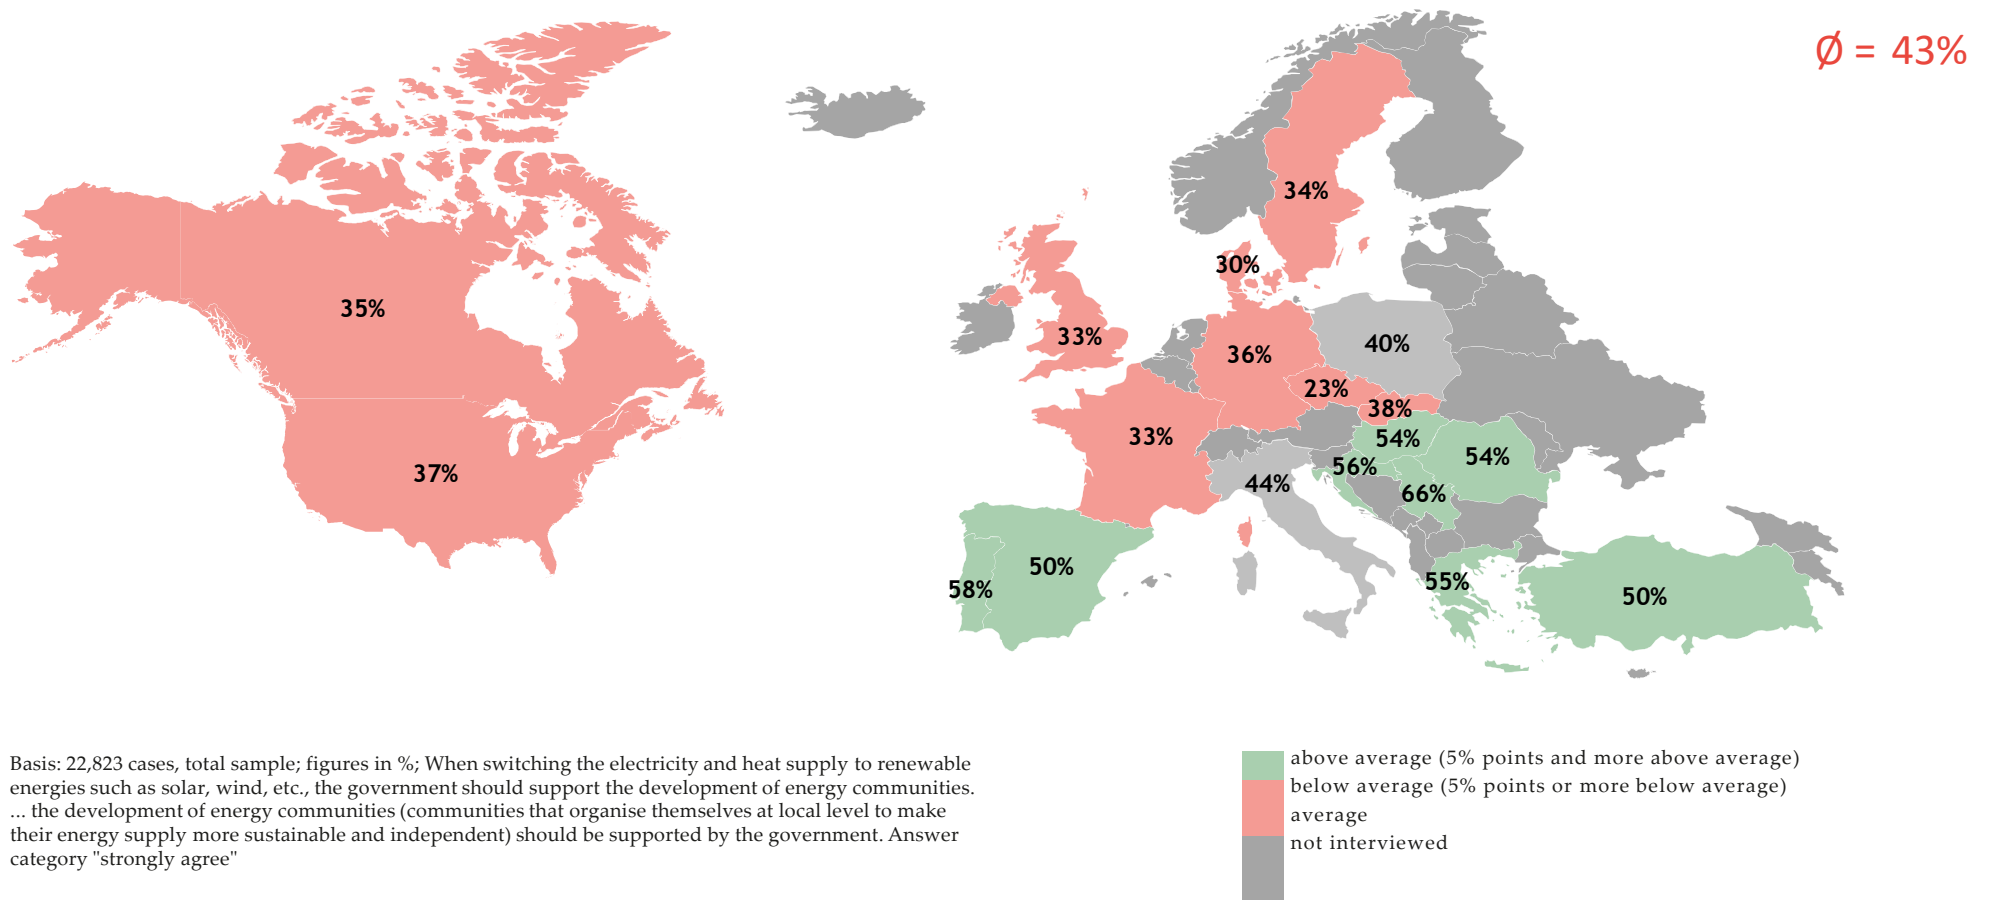 Ø = 43%
34%
30%
35%
33%
40%
36%
23%
38%
33%
54%
54%
56%
37%
44%
66%
50%
55%
58%
50%
Basis: 22,823 cases, total sample; figures in %; When switching the electricity and heat supply to renewable
energies such as solar, wind, etc., the government should support the development of energy communities.
... the development of energy communities (communities that organise themselves at local level to make
their energy supply more sustainable and independent) should be supported by the government. Answer
category "strongly agree"
above average (5% points and more above average)
below average (5% points or more below average)
average
not interviewed